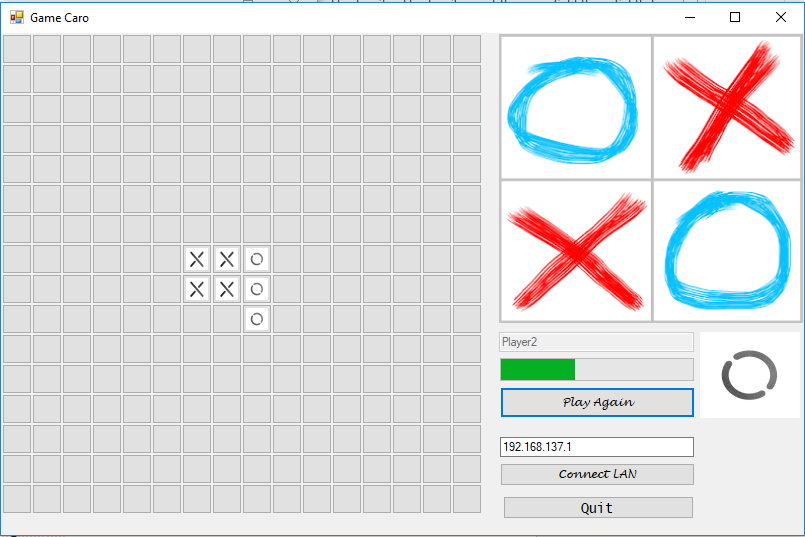 Game Caro
Player2
Play Again
192.168.137.1
Connect LAN
Quit